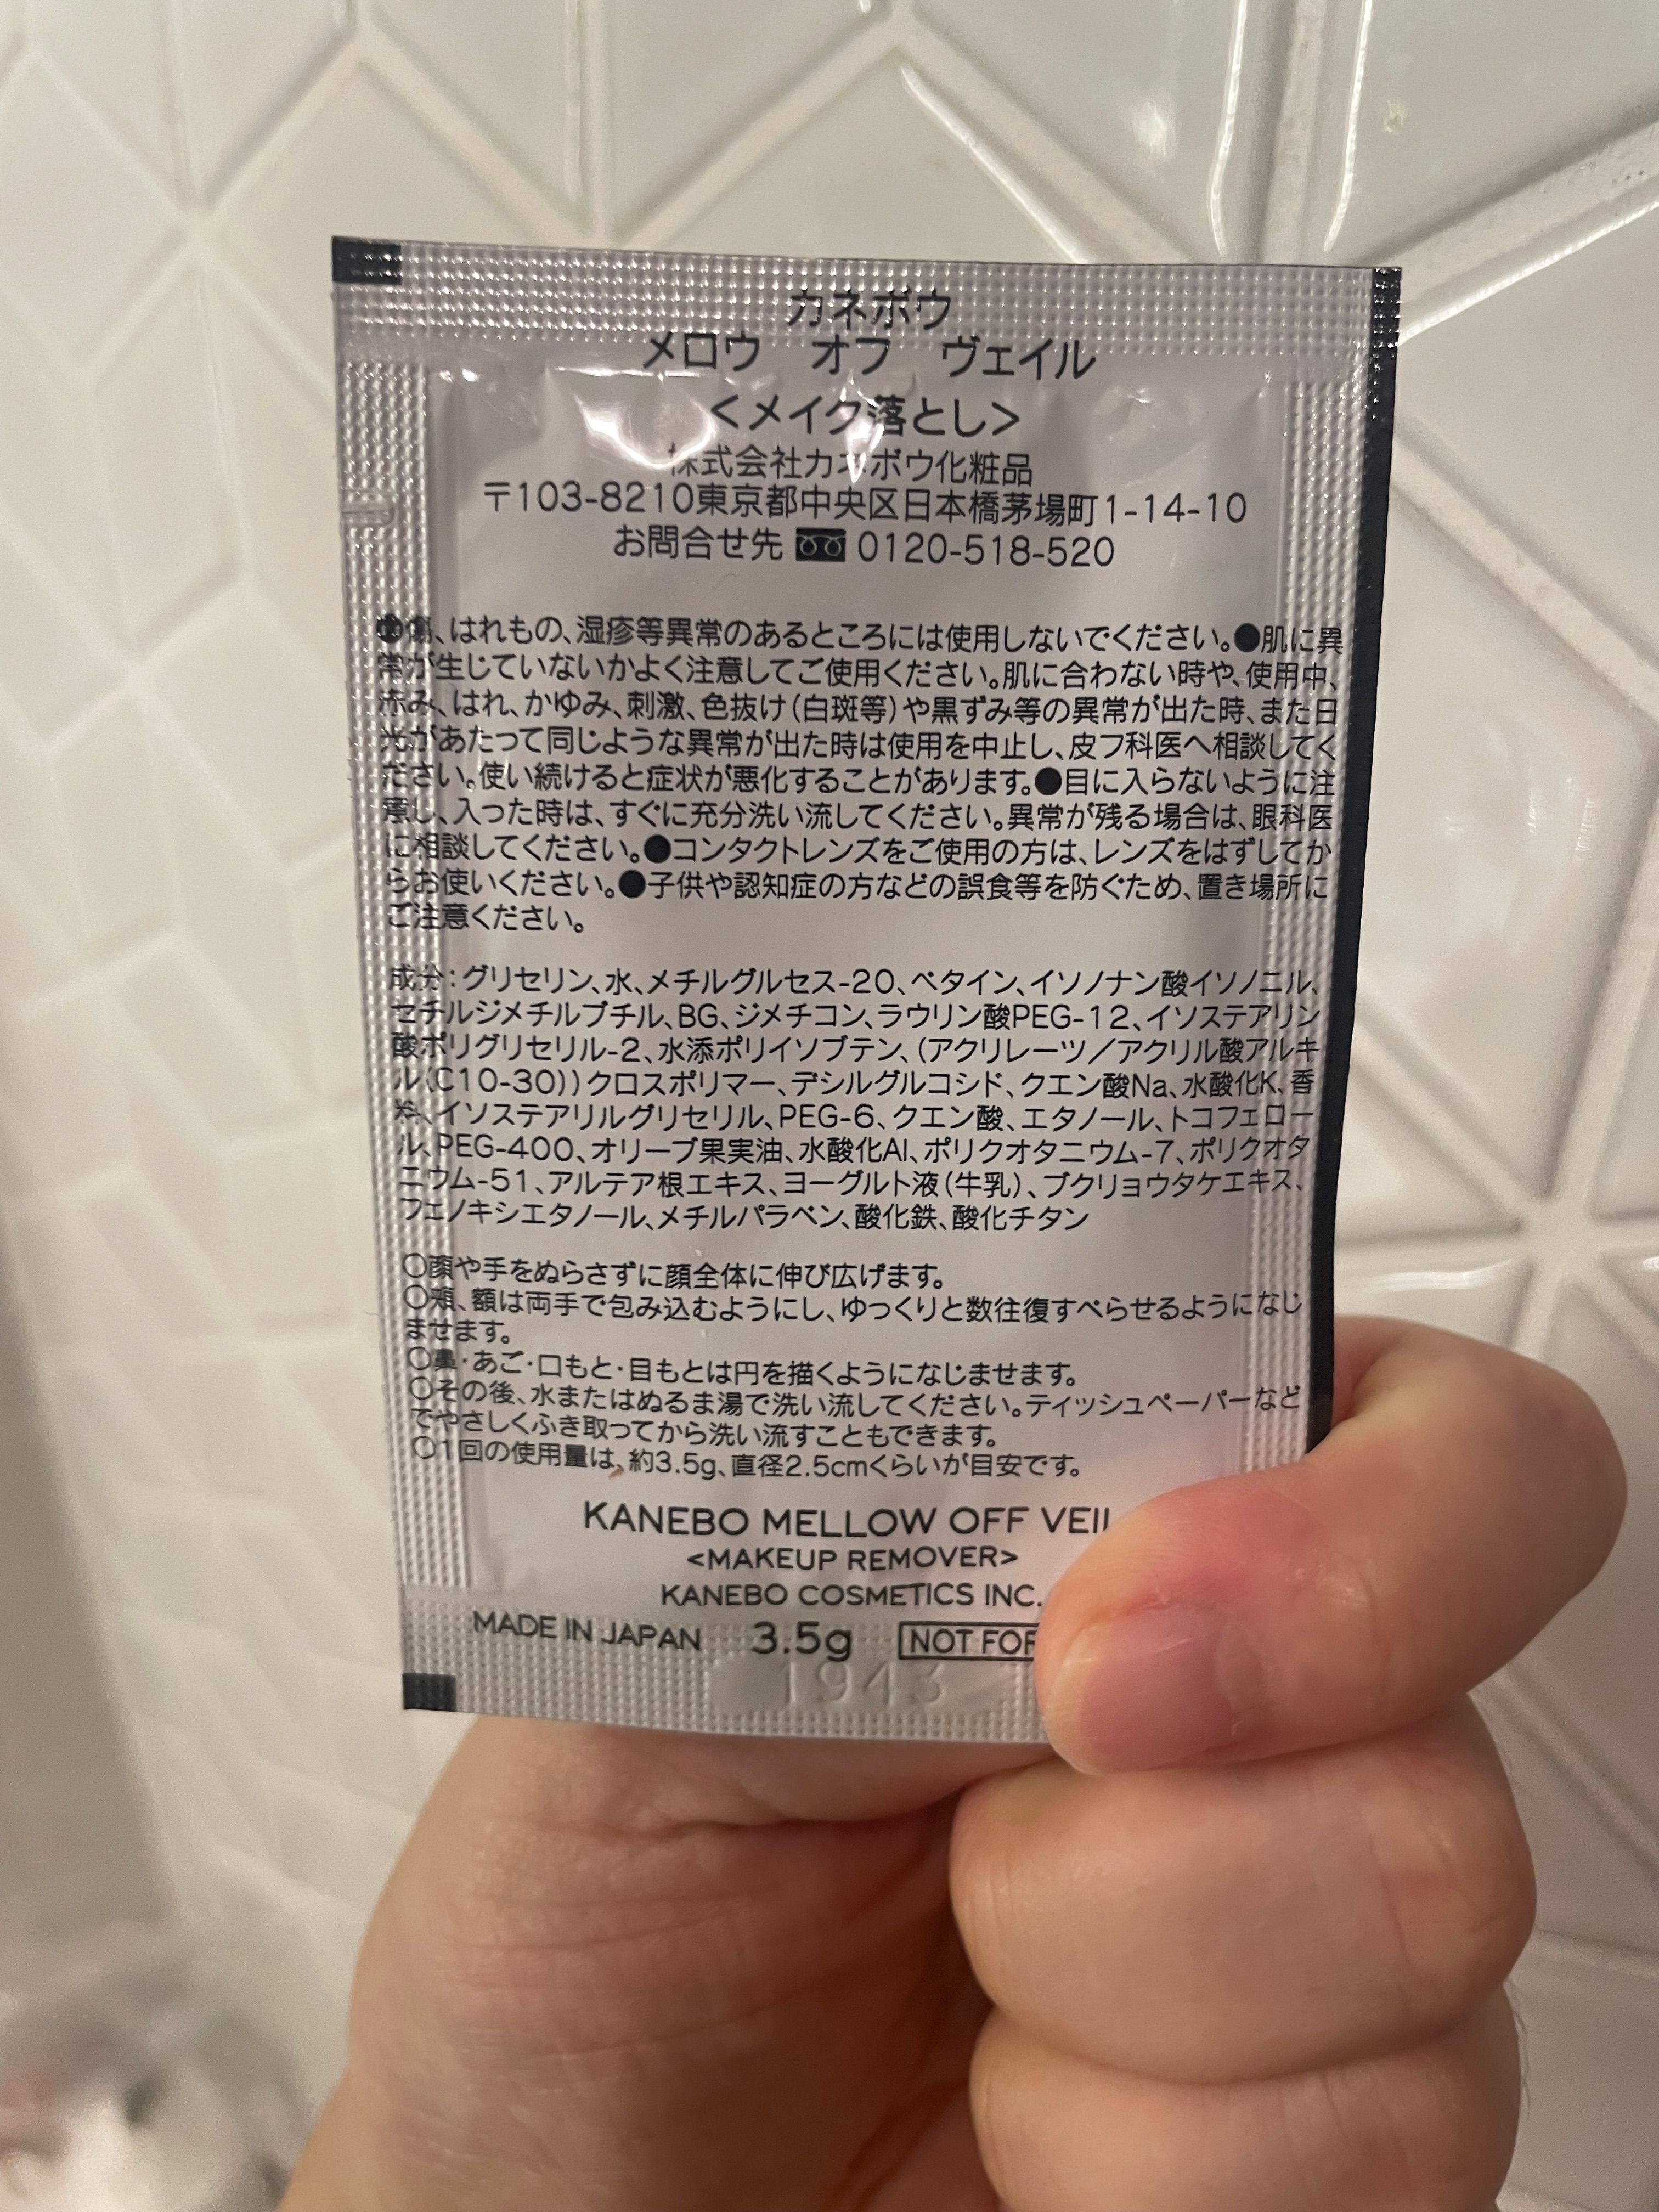 カネボウ
メロウ オフ ヴェイル
<メイク落とし>
株式会社カネボウ化粧品
〒103-8210東京都中央区日本橋茅場町1-14-10
お問合せ先 0120-518-520
●傷、はれもの、湿疹等異常のあるところには使用しないでください。●肌に異
常が生じていないかよく注意してご使用ください。肌に合わない時や、使用中、
赤み、はれ、かゆみ、刺激、色抜け(白斑等)や黒ずみ等の異常が出た時、また日
光があたって同じような異常が出た時は使用を中止し、皮フ科医へ相談してく
ださい。使い続けると症状が悪化することがあります。●目に入らないように注
意し、入った時は、すぐに充分洗い流してください。異常が残る場合は、眼科医
に相談してください。●コンタクトレンズをご使用の方は、レンズをはずしてか
らお使いください。●子供や認知症の方などの誤食等を防ぐため、置き場所に
ご注意ください。
成分:グリセリン、水、メチルグルセス-20、ベタイン、イソノナン酸イソノニル、
セチルジメチルブチル、BG、ジメチコン、ラウリン酸PEG-12、イソステアリン
酸ポリグリセリル-2、水添ポリイソブテン、(アクリレーツ/アクリル酸アルキ
ル(C10-30))クロスポリマー、デシルグルコシド、クエン酸Na、水酸化K、香
料、イソステアリルグリセリル、PEG-6、クエン酸、エタノール、トコフェロー
ル、PEG-400、オリーブ果実油、水酸化Al、ポリクオタニウム-7、ポリクオタ
ニウム-51、アルテア根エキス、ヨーグルト液(牛乳)、ブクリョウタケエキス、
フェノキシエタノール、メチルパラベン、酸化鉄、酸化チタン
○顔や手をぬらさずに顔全体に伸び広げます。
○頬、額は両手で包み込むようにし、ゆっくりと数往復すべらせるようになじ
ませます。
○鼻・あご・口もと・目もとは円を描くようになじませます。
○その後、水またはぬるま湯で洗い流してください。ティッシュペーパーなど
でやさしくふき取ってから洗い流すこともできます。
○1回の使用量は、約3.5g、直径2.5cmくらいが目安です。
KANEBO MELLOW OFF VEIL
<MAKEUP REMOVER>
KANEBO COSMETICS INC.
MADE IN JAPAN 3.5g NOT FOR
1943